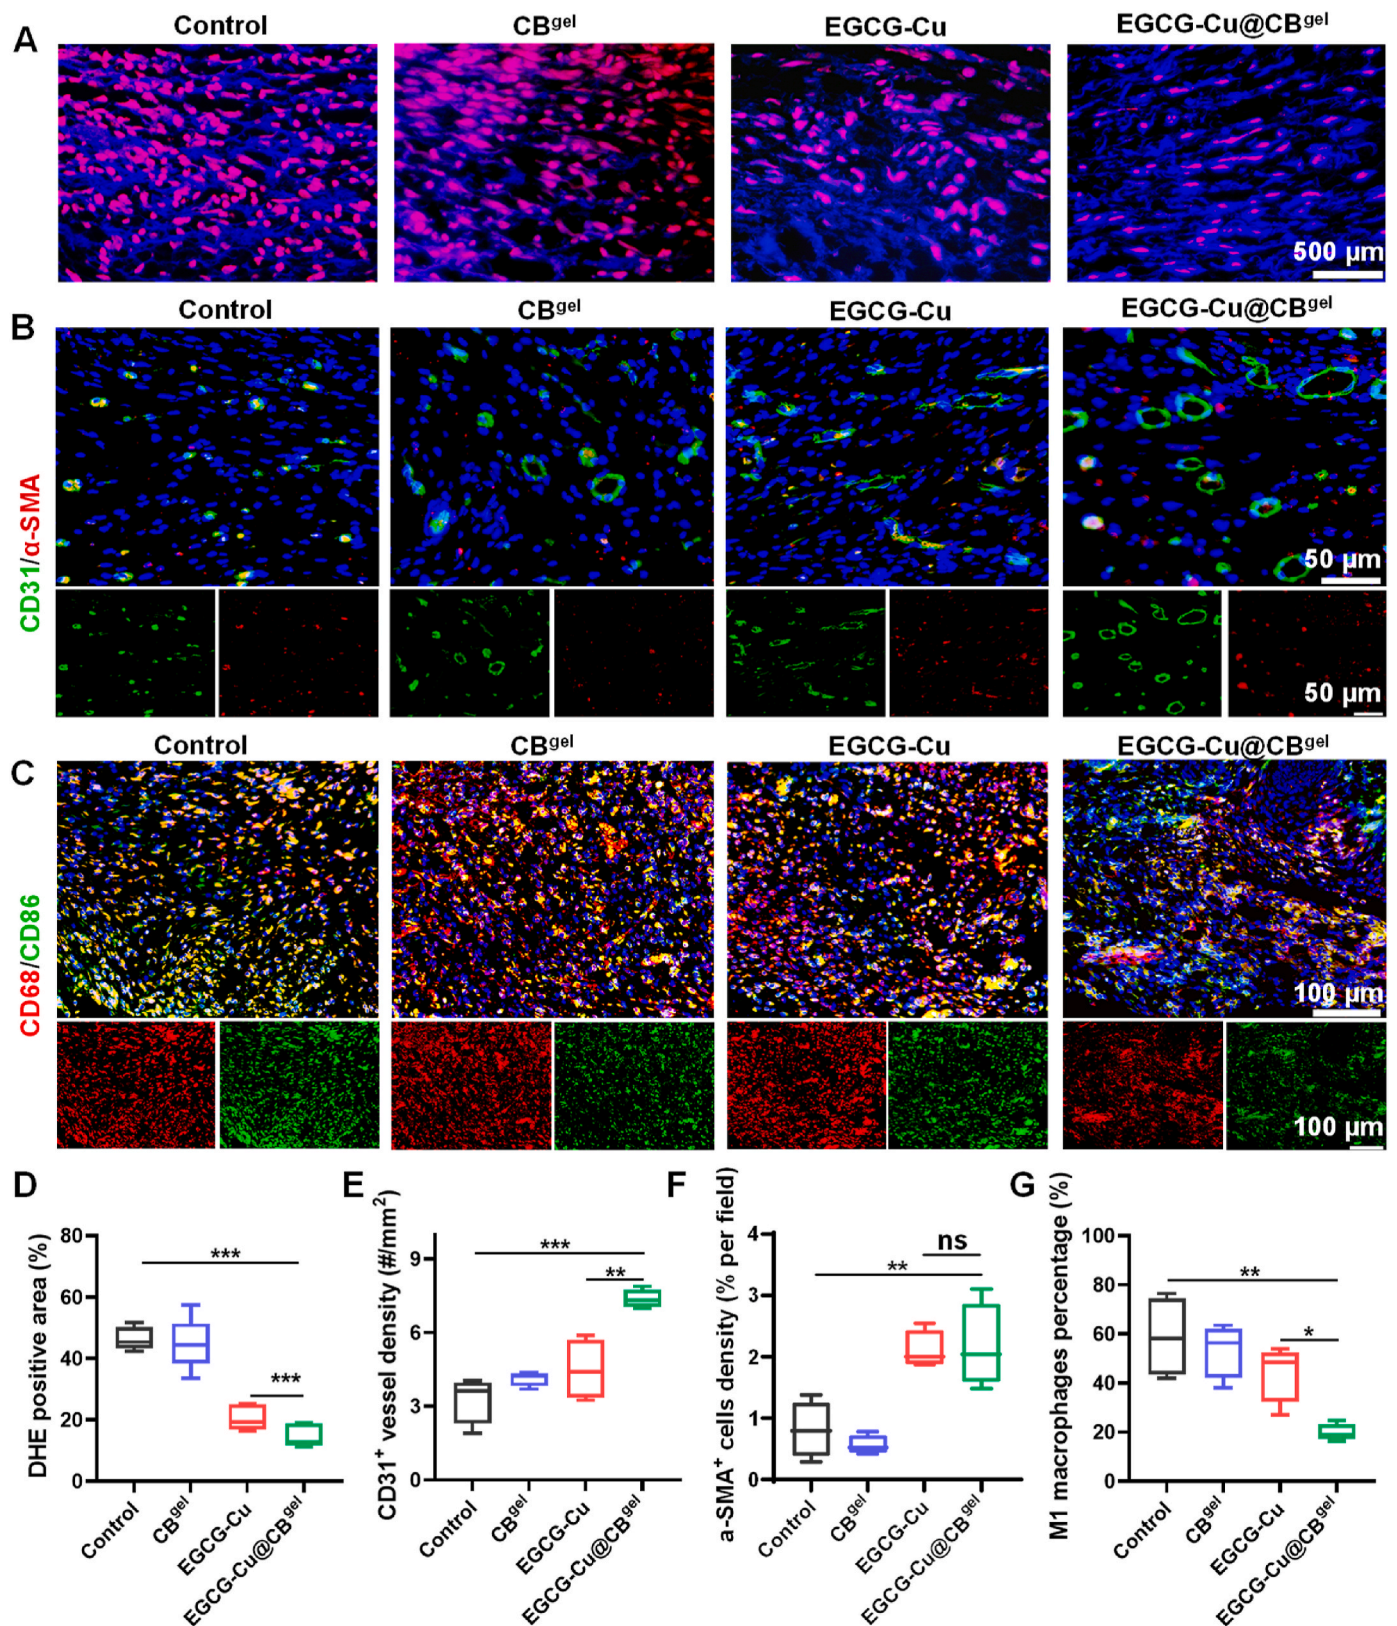 A
Control CBgel EGCG-Cu EGCG-Cu@CBgel
500 μm
B
Control CBgel EGCG-Cu EGCG-Cu@CBgel
CD31/α-SMA
50 μm
50 μm
C
Control CBgel EGCG-Cu EGCG-Cu@CBgel
CD68/CD86
100 μm
100 μm
D
DHE positive area (%)
80
60
40
20
0
***
***
Control CBgel EGCG-Cu EGCG-Cu@CBgel
E
CD31+ vessel density (#/mm2)
9
6
3
0
***
**
Control CBgel EGCG-Cu EGCG-Cu@CBgel
F
a-SMA+ cells density (% per field)
4
3
2
1
0
ns
**
Control CBgel EGCG-Cu EGCG-Cu@CBgel
G
M1 macrophages percentage (%)
100
80
60
40
20
0
**
*
Control CBgel EGCG-Cu EGCG-Cu@CBgel